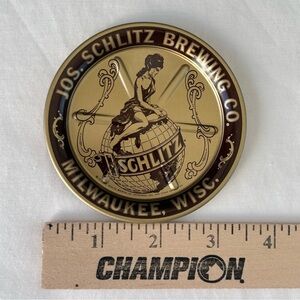 JOS. SCHLITZ BREWING CO.
SCHLITZ
MILWAUKEE, WISC.
1 2 3 4
CHAMPION